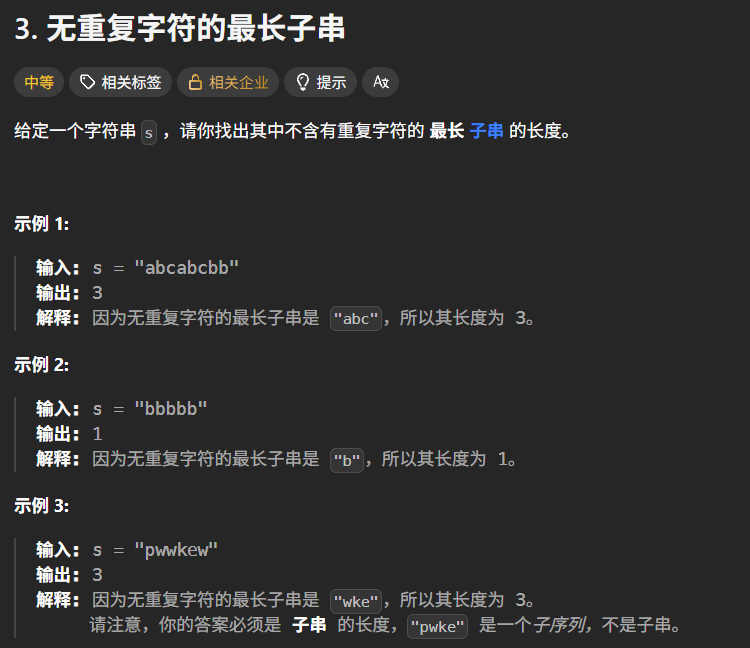 3. 无重复字符的最长子串
中等 相关标签 相关企业 提示 Ax
给定一个字符串 s ，请你找出其中不含有重复字符的 最长 子串 的长度。
示例 1:
输入: s = "abcabcbb"
输出: 3
解释: 因为无重复字符的最长子串是 "abc"，所以其长度为 3。
示例 2:
输入: s = "bbbbb"
输出: 1
解释: 因为无重复字符的最长子串是 "b"，所以其长度为 1。
示例 3:
输入: s = "pwwkew"
输出: 3
解释: 因为无重复字符的最长子串是 "wke"，所以其长度为 3。
请注意，你的答案必须是 子串 的长度，"pwke" 是一个子序列，不是子串。